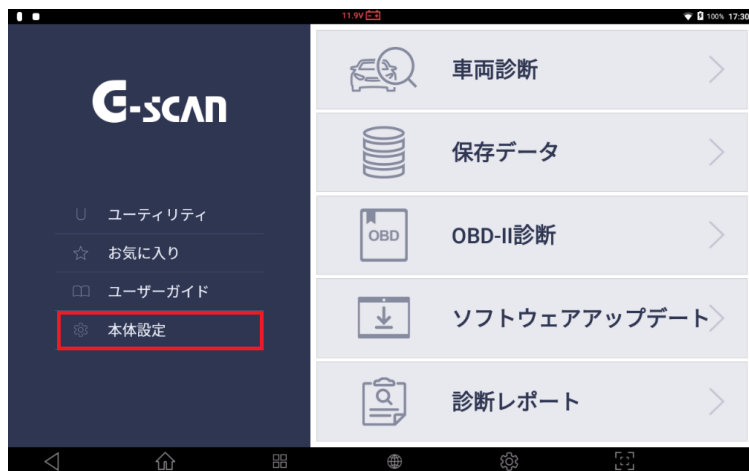 11.9V
100% 17:30
G-scan
ユーティリティ
お気に入り
ユーザーガイド
本体設定
車両診断
保存データ
OBD
OBD-II診断
ソフトウェアアップデート
診断レポート